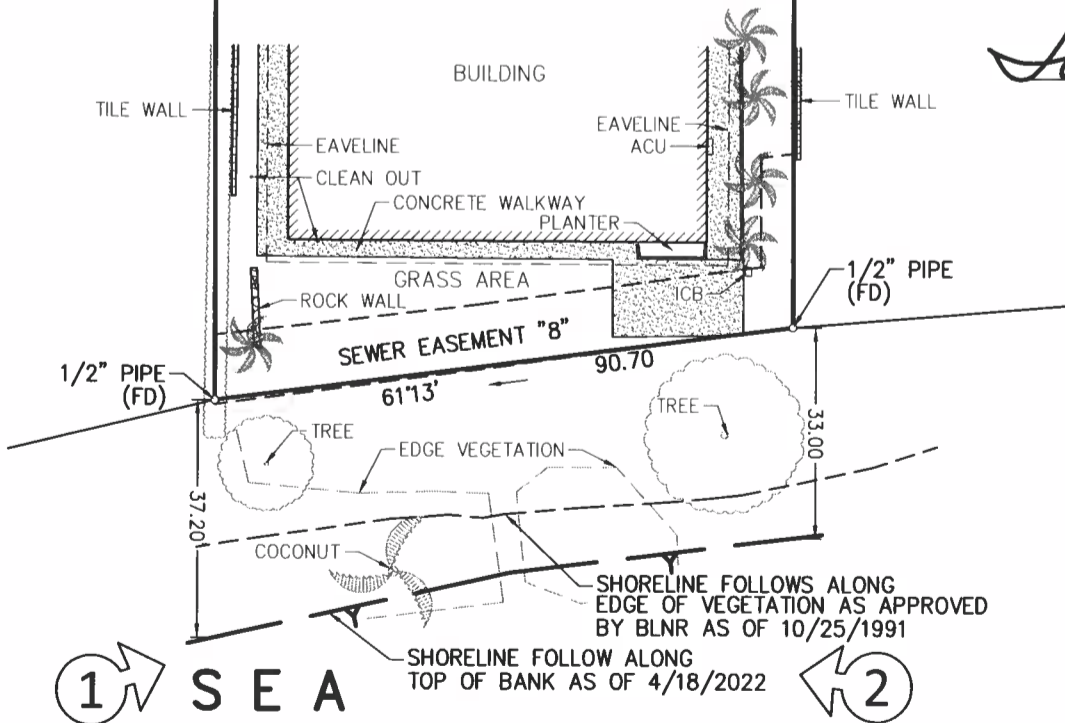 BUILDING
TILE WALL
TILE WALL
EAVELINE
ACU
EAVELINE
CLEAN OUT
CONCRETE WALKWAY
PLANTER
GRASS AREA
1/2" PIPE
(FD)
ICB
ROCK WALL
SEWER EASEMENT "8"
90.70
61°13'
1/2" PIPE
(FD)
TREE
TREE
EDGE VEGETATION
33.00
37.20
COCONUT
SHORELINE FOLLOWS ALONG
EDGE OF VEGETATION AS APPROVED
BY BLNR AS OF 10/25/1991
SHORELINE FOLLOW ALONG
TOP OF BANK AS OF 4/18/2022
1
SEA
2